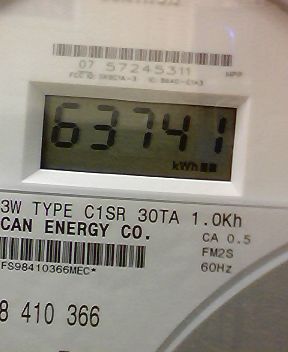 07 57245311
63741
kWh
3W TYPE C1SR 30TA 1.0Kh
CAN ENERGY CO.
CA 0.5
FM2S
60Hz
FS98410366MEC*
8 410 366